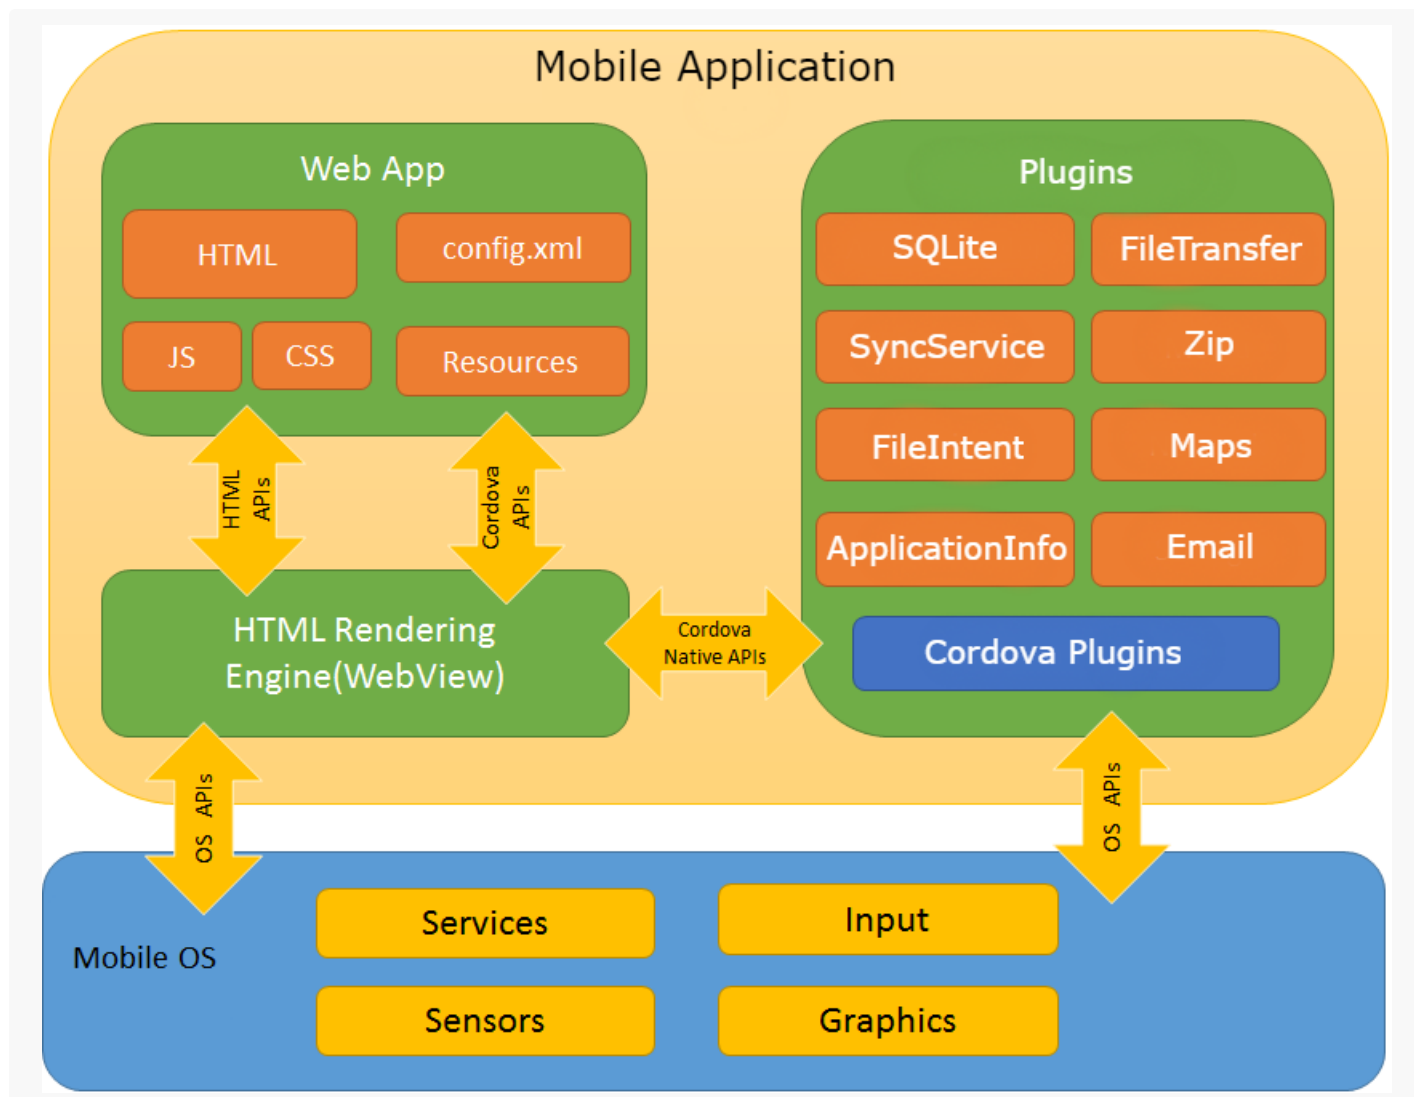 Mobile Application
Web App
HTML
config.xml
JS
CSS
Resources
HTML
APIs
Cordova
APIs
HTML Rendering
Engine(WebView)
Cordova
Native APIs
Plugins
SQLite
FileTransfer
SyncService
Zip
FileIntent
Maps
ApplicationInfo
Email
Cordova Plugins
OS APIs
OS APIs
Mobile OS
Services
Input
Sensors
Graphics